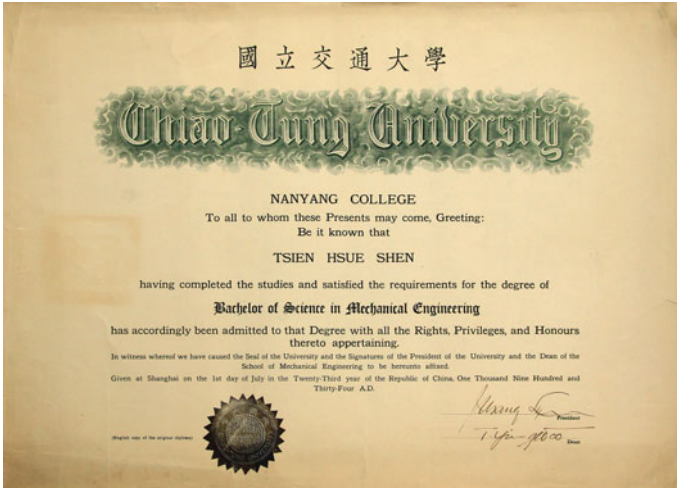 國立交通大學
Chiao-Tung University
NANYANG COLLEGE
To all to whom these Presents may come, Greeting:
Be it known that
TSIEN HSUE SHEN
having completed the studies and satisfied the requirements for the degree of
Bachelor of Science in Mechanical Engineering
has accordingly been admitted to that Degree with all the Rights, Privileges, and Honours
thereto appertaining.
In witness whereof we have caused the Seal of the University and the Signatures of the President of the University and the Dean of the
School of Mechanical Engineering to be hereunto affixed.
Given at Shanghai on the 1st day of July in the Twenty-Third year of the Republic of China, One Thousand Nine Hundred and
Thirty-Four A.D.
President
(English copy of the original diploma)
Dean